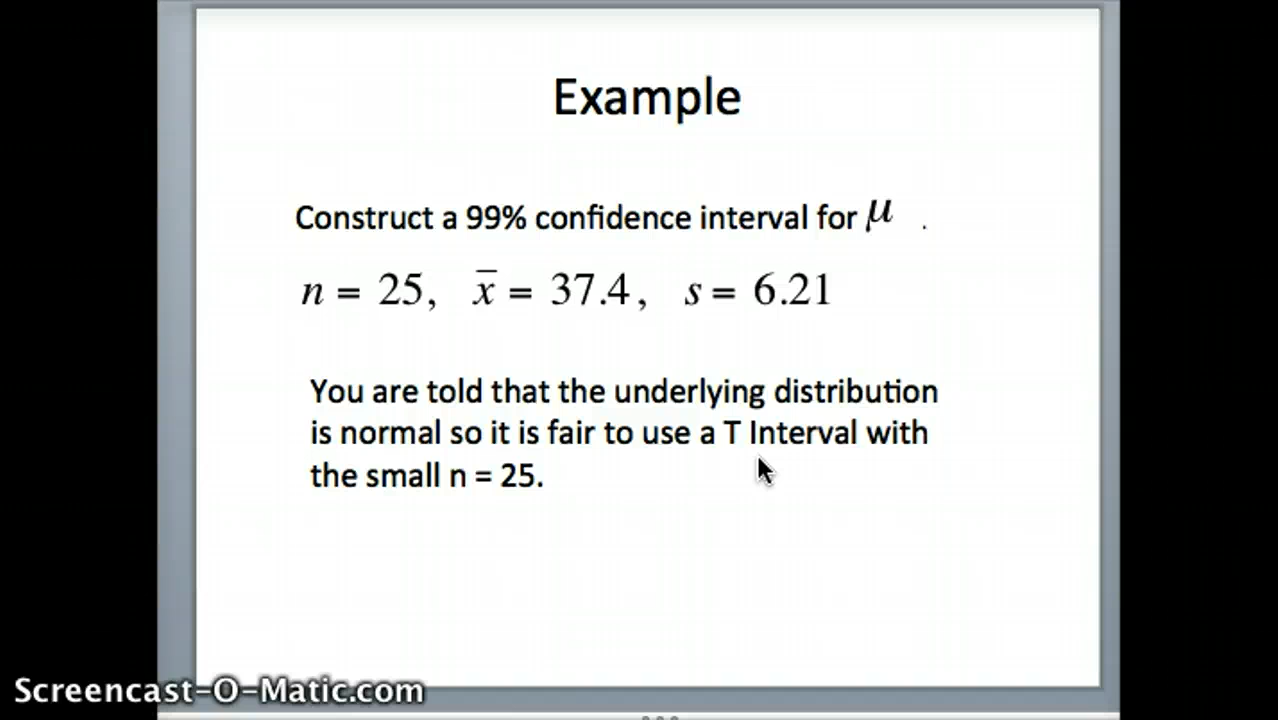 Example
Construct a 99% confidence interval for μ .
n = 25, x̄ = 37.4, s = 6.21
You are told that the underlying distribution
is normal so it is fair to use a T Interval with
the small n = 25.
Screencast-O-Matic.com